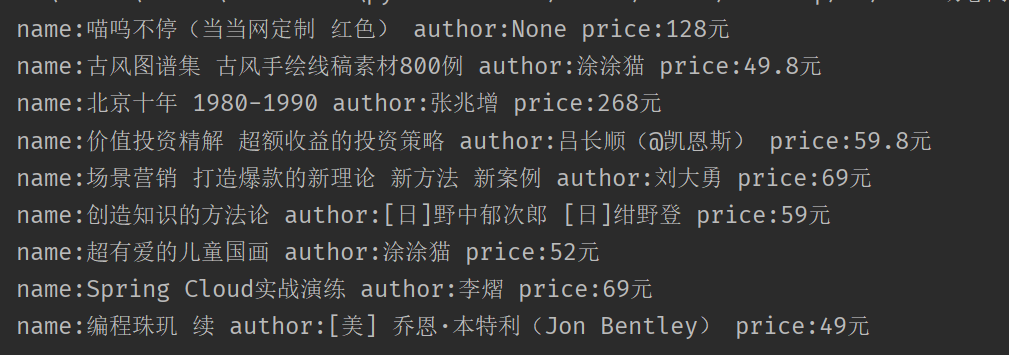 name:喵呜不停（当当网定制 红色） author:None price:128元
name:古风图谱集 古风手绘线稿素材800例 author:涂涂猫 price:49.8元
name:北京十年 1980-1990 author:张兆增 price:268元
name:价值投资精解 超额收益的投资策略 author:吕长顺（@凯恩斯） price:59.8元
name:场景营销 打造爆款的新理论 新方法 新案例 author:刘大勇 price:69元
name:创造知识的方法论 author:[日]野中郁次郎 [日]绀野登 price:59元
name:超有爱的儿童国画 author:涂涂猫 price:52元
name:Spring Cloud实战演练 author:李熠 price:69元
name:编程珠玑 续 author:[美] 乔恩·本特利（Jon Bentley） price:49元